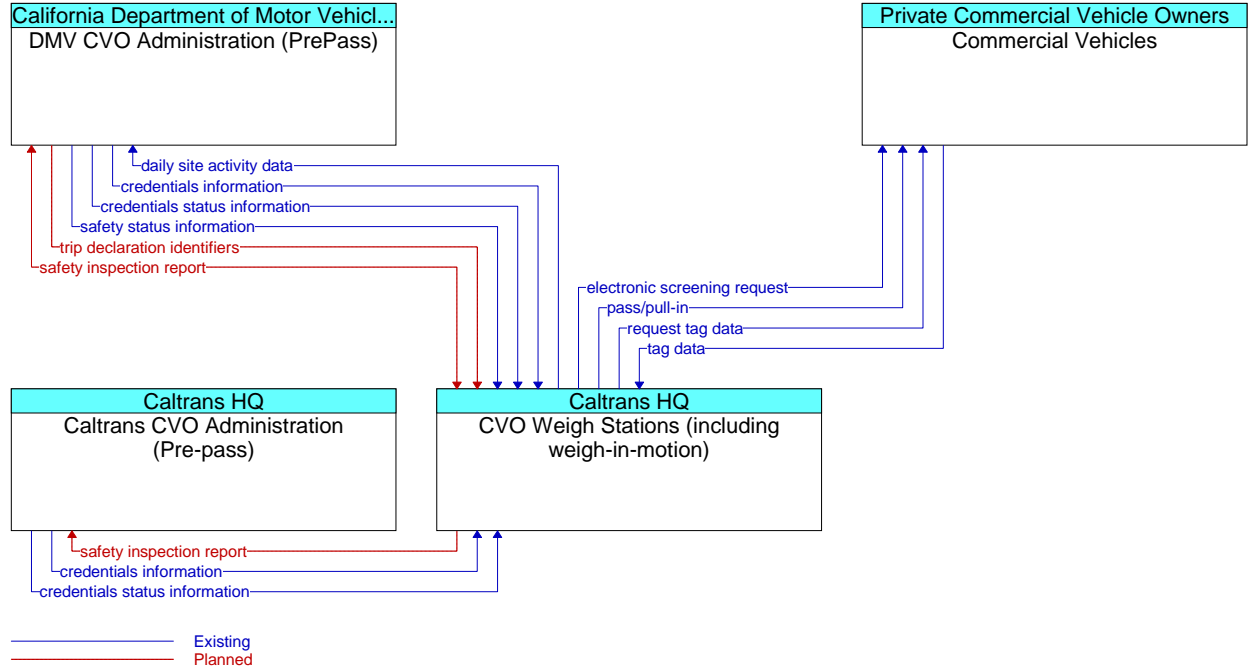 California Department of Motor Vehicl...
DMV CVO Administration (PrePass)
Private Commercial Vehicle Owners
Commercial Vehicles
daily site activity data
credentials information
credentials status information
safety status information
trip declaration identifiers
safety inspection report
electronic screening request
pass/pull-in
request tag data
tag data
Caltrans HQ
Caltrans CVO Administration
(Pre-pass)
Caltrans HQ
CVO Weigh Stations (including
weigh-in-motion)
safety inspection report
credentials information
credentials status information
Existing
Planned